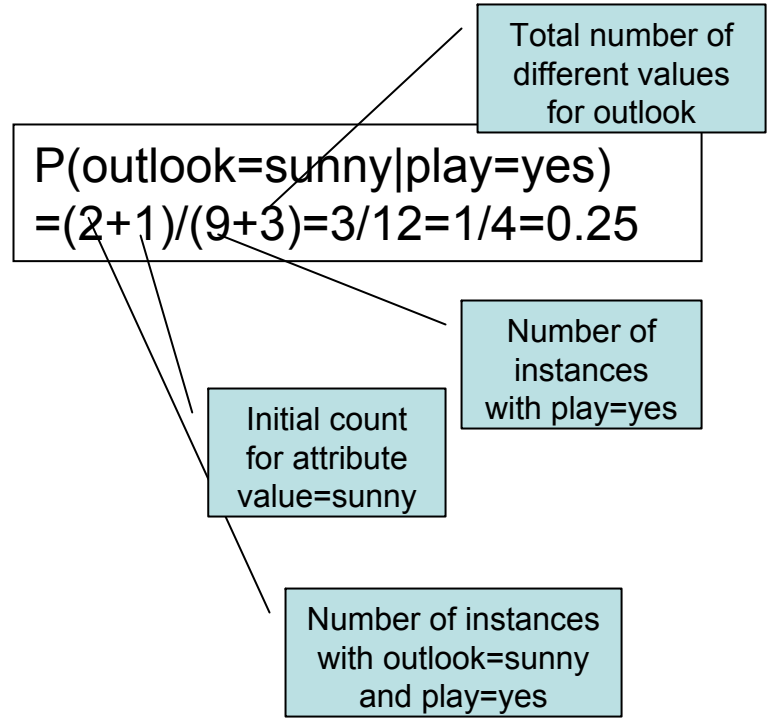 Total number of
different values
for outlook
P(outlook=sunny|play=yes)
=(2+1)/(9+3)=3/12=1/4=0.25
Number of
instances
with play=yes
Initial count
for attribute
value=sunny
Number of instances
with outlook=sunny
and play=yes